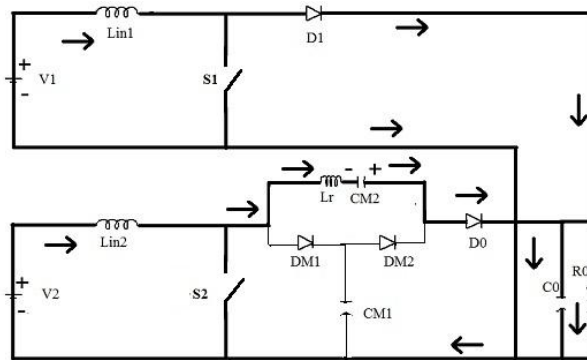 Lin1
D1
V1
+
-
S1
- +
Lr
CM2
Lin2
DM1
DM2
D0
V2
+
-
S2
CM1
C0
R0